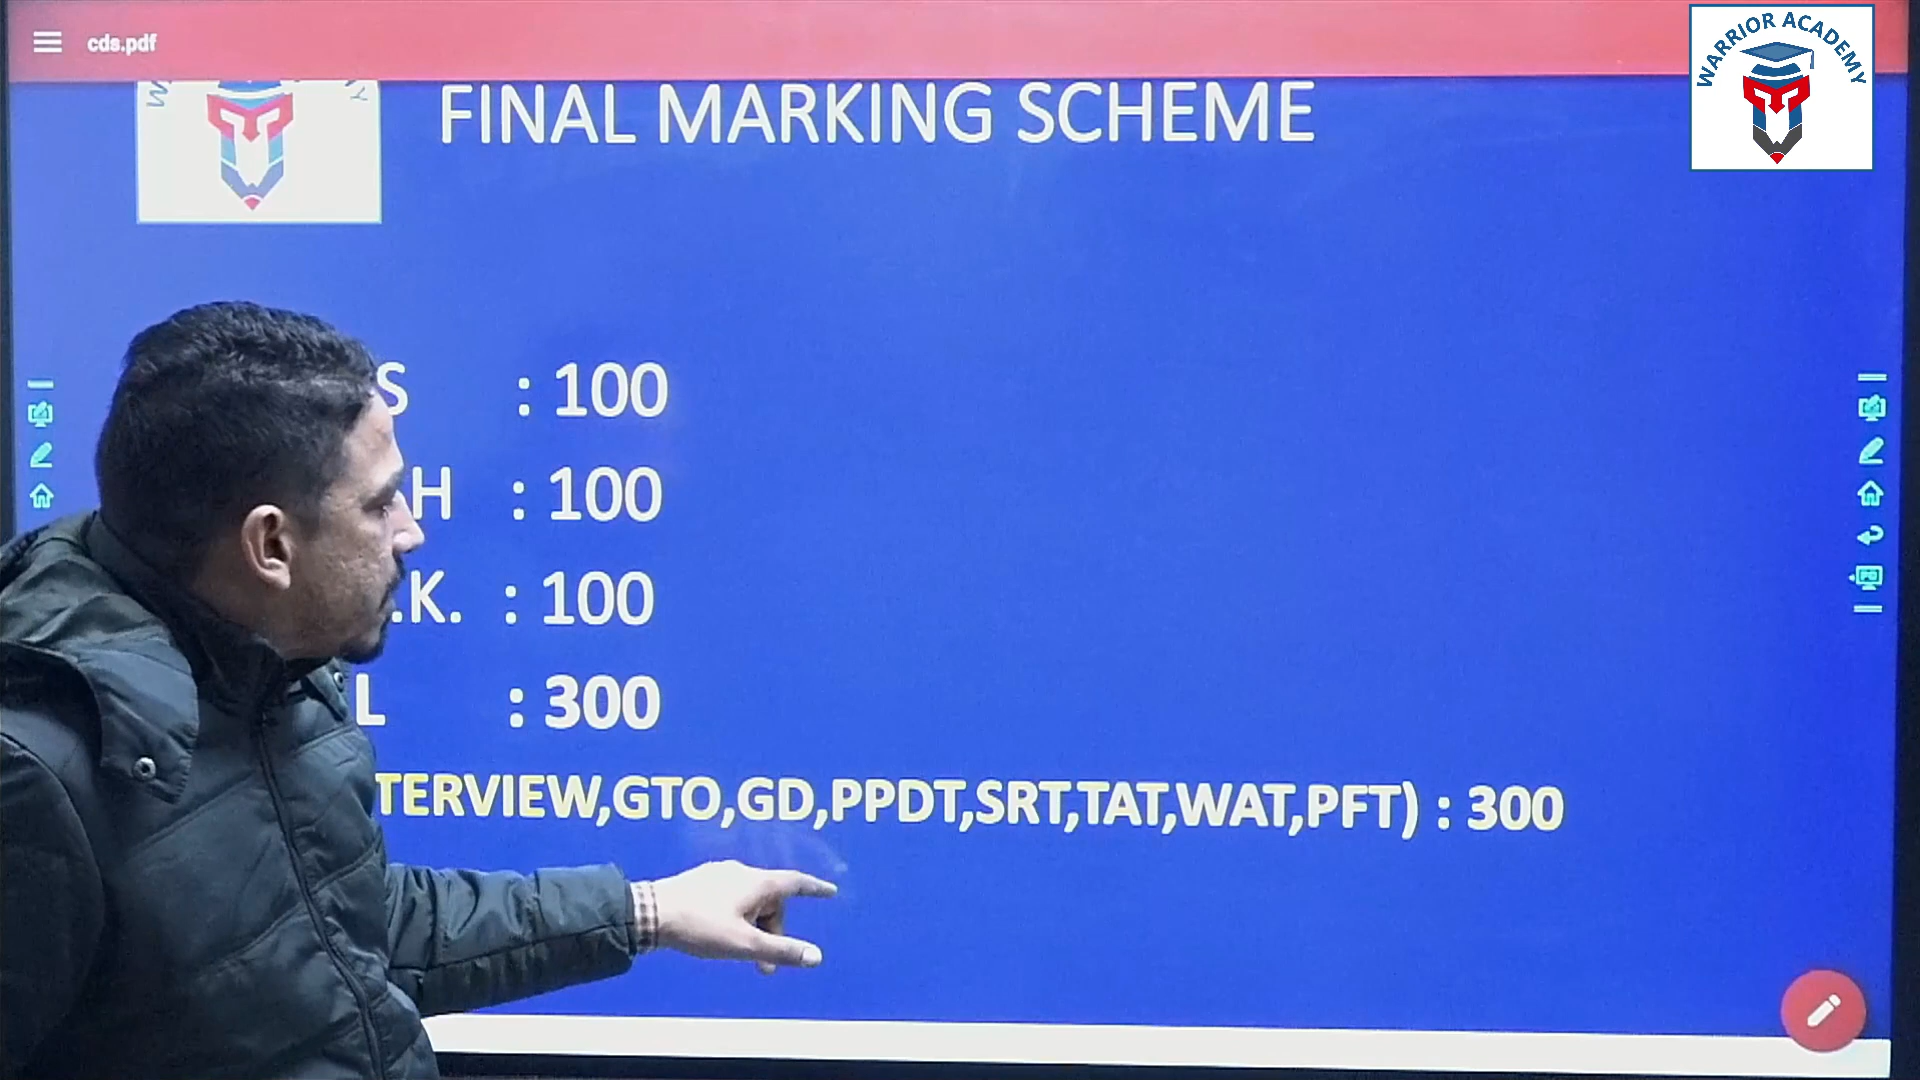 cds.pdf
WARRIOR ACADEMY
FINAL MARKING SCHEME
S : 100
H : 100
.K. : 100
L : 300
TERVIEW,GTO,GD,PPDT,SRT,TAT,WAT,PFT) : 300